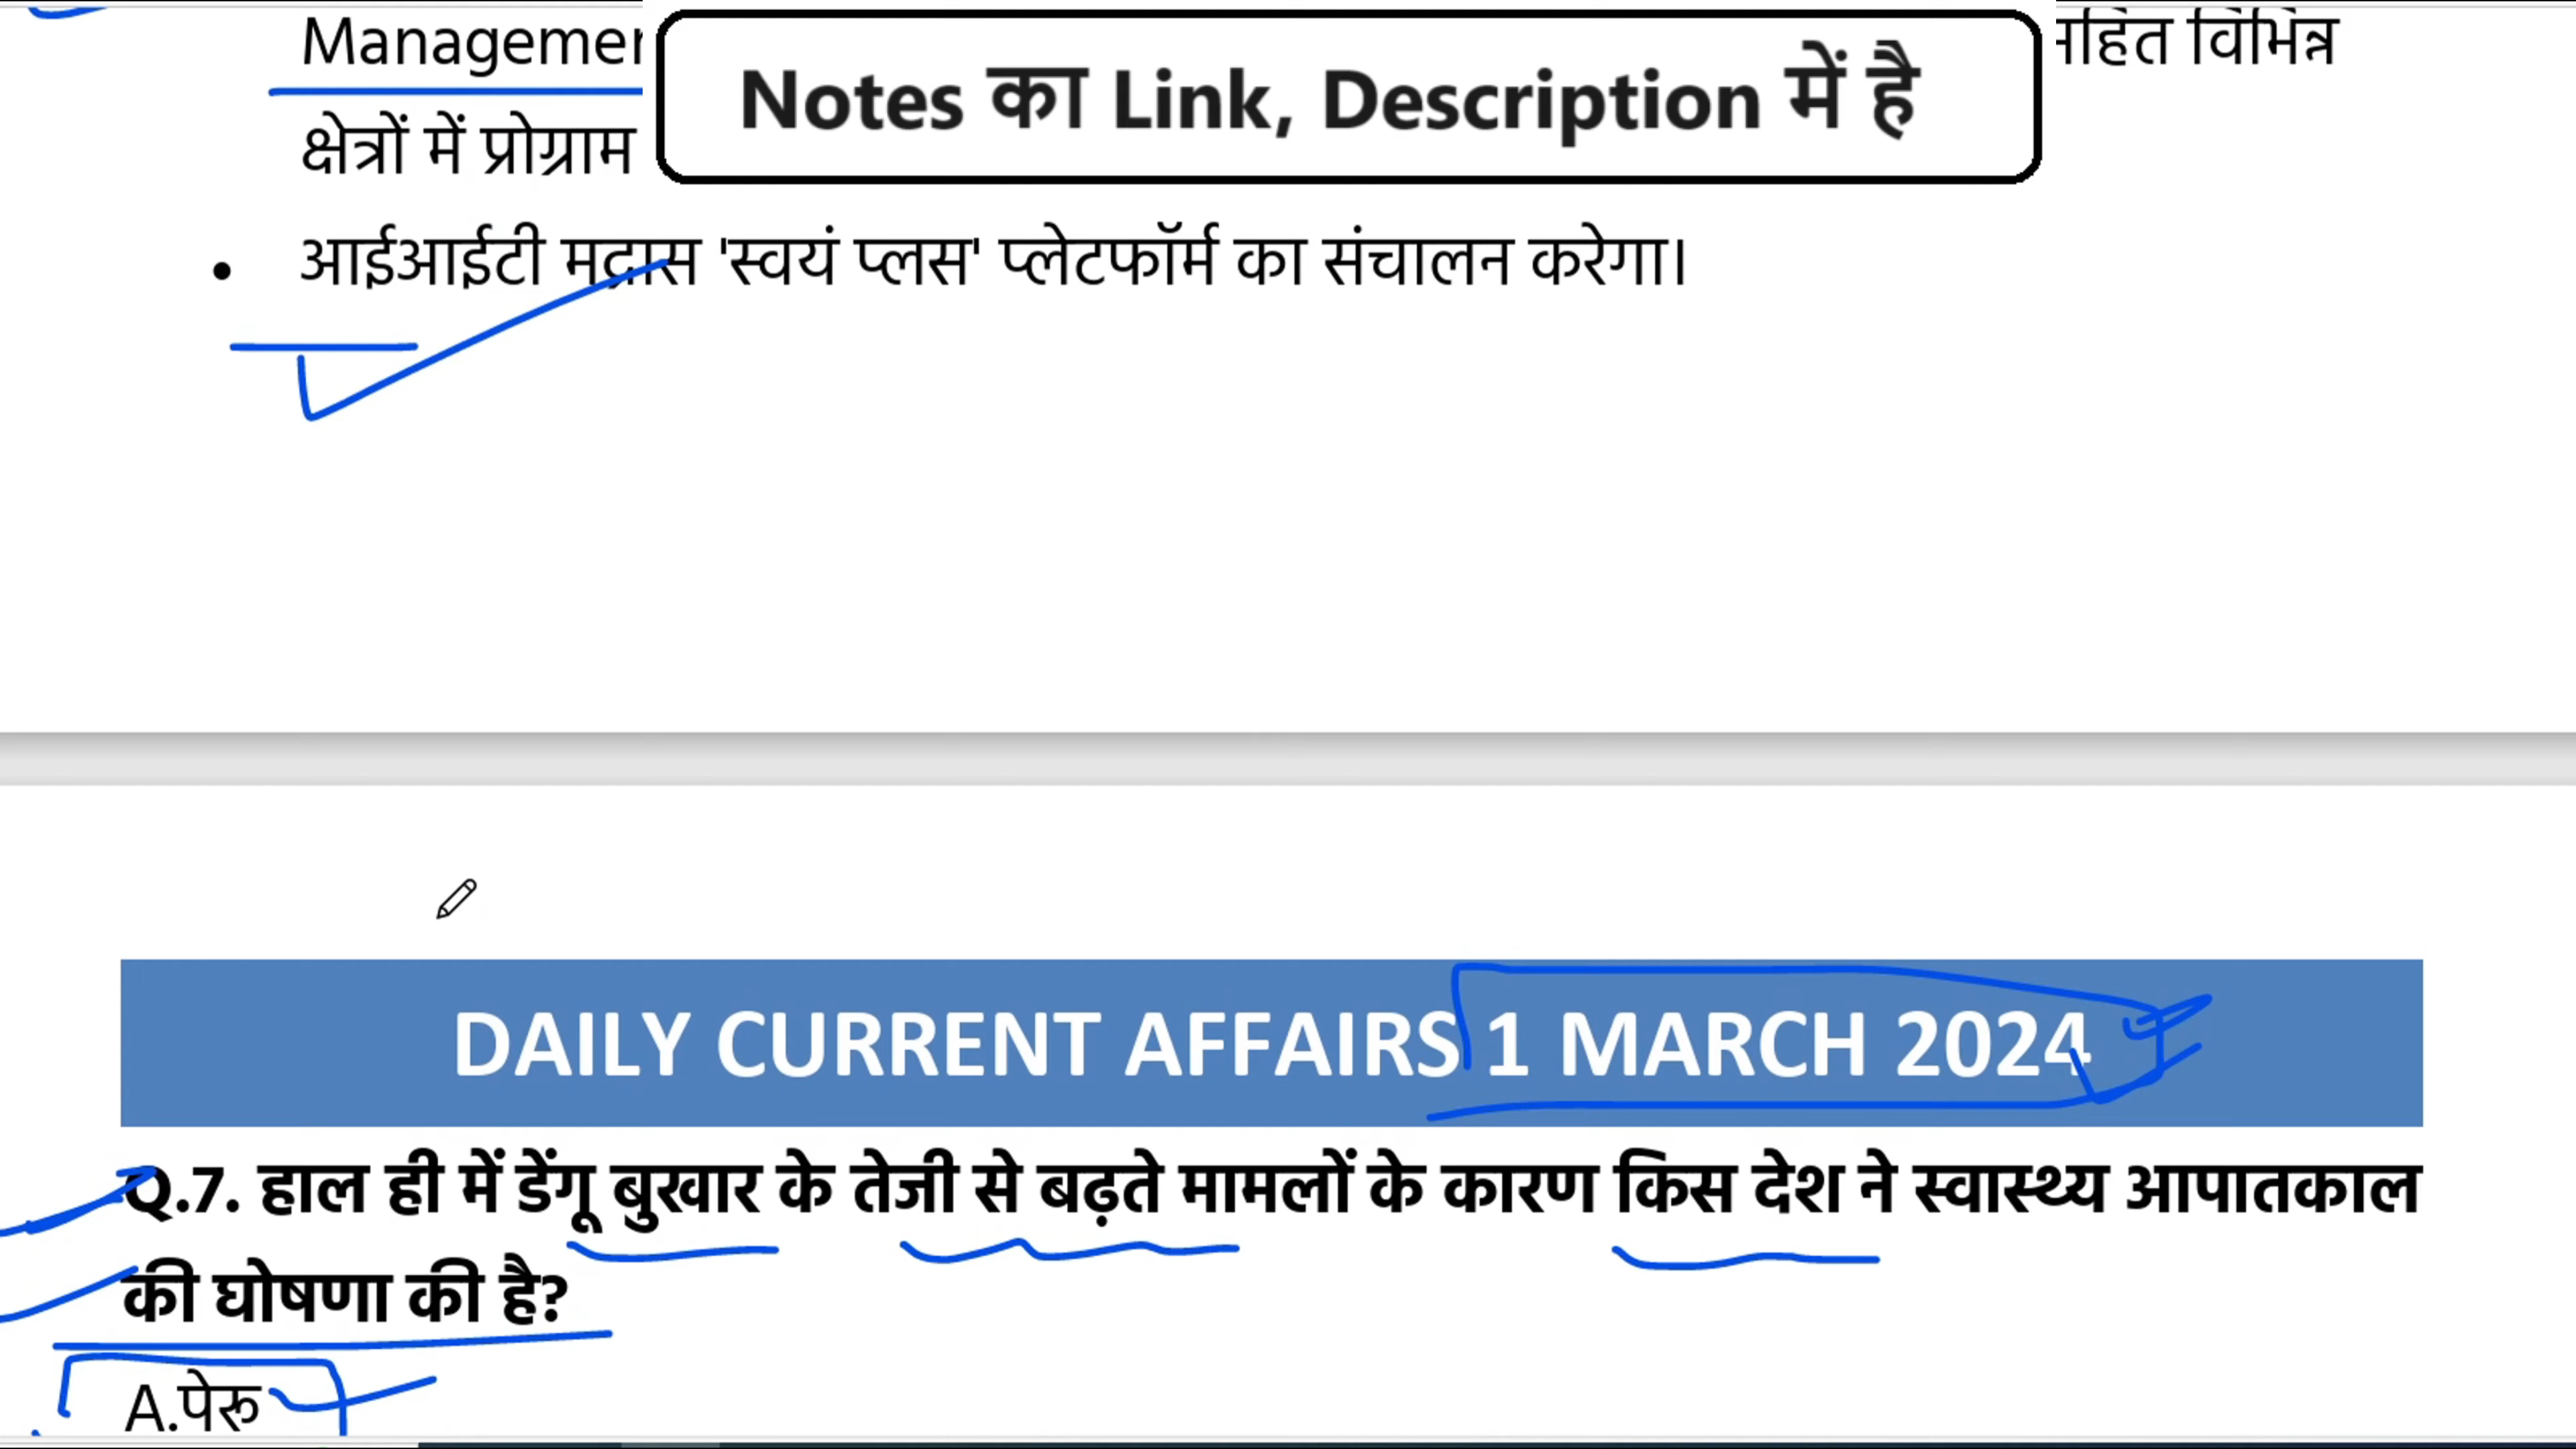 Notes का Link, Description में है
विभिन्न
क्षेत्रों में प्रोग्राम
• आईआईटी मद्रास 'स्वयं प्लस' प्लेटफॉर्म का संचालन करेगा।
DAILY CURRENT AFFAIRS 1 MARCH 2024
Q.7. हाल ही में डेंगू बुखार के तेजी से बढ़ते मामलों के कारण किस देश ने स्वास्थ्य आपातकाल
की घोषणा की है?
A.पेरू